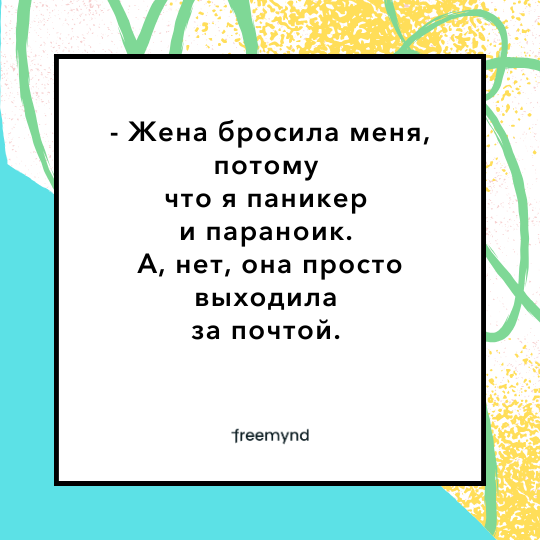 - Жена бросила меня,
потому
что я паникер
и параноик.
А, нет, она просто
выходила
за почтой.
freemynd